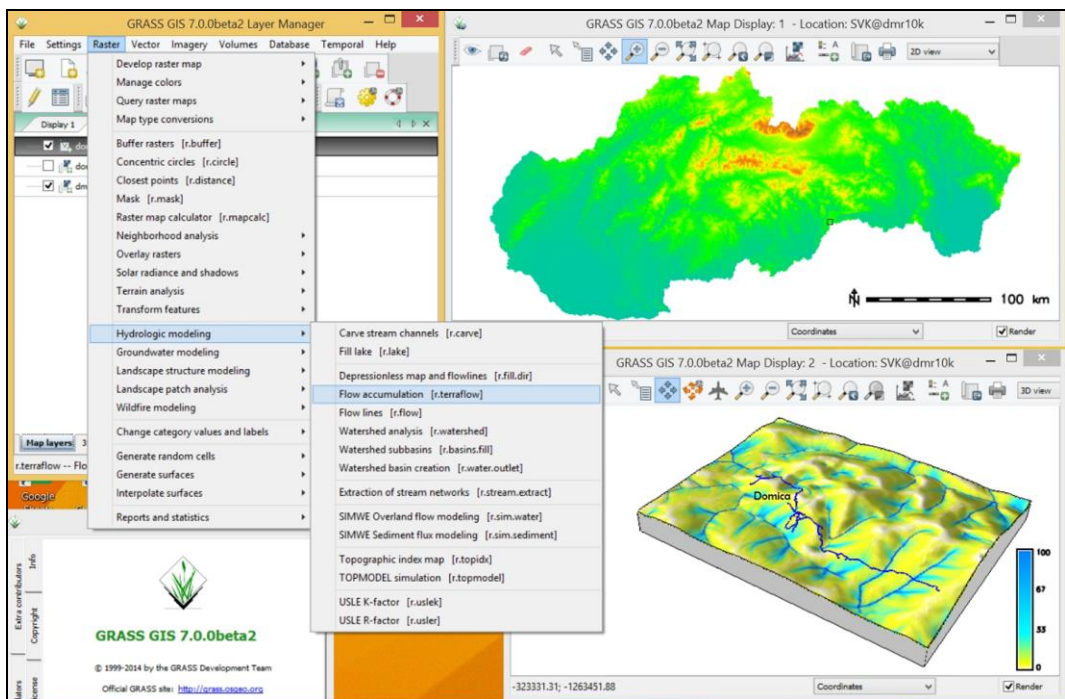 GRASS GIS 7.0.0beta2 Layer Manager
File Settings Raster Vector Imagery Volumes Database Temporal Help
Display 1
dm
Develop raster map
Manage colors
Query raster maps
Map type conversions
Buffer rasters [r.buffer]
Concentric circles [r.circle]
Closest points [r.distance]
Mask [r.mask]
Raster map calculator [r.mapcalc]
Neighborhood analysis
Overlay rasters
Solar radiance and shadows
Terrain analysis
Transform features
Hydrologic modeling
Groundwater modeling
Landscape structure modeling
Landscape patch analysis
Wildfire modeling
Change category values and labels
Generate random cells
Generate surfaces
Interpolate surfaces
Reports and statistics
Carve stream channels [r.carve]
Fill lake [r.lake]
Depressionless map and flowlines [r.fill.dir]
Flow accumulation [r.terraflow]
Flow lines [r.flow]
Watershed analysis [r.watershed]
Watershed subbasins [r.basins.fill]
Watershed basin creation [r.water.outlet]
Extraction of stream networks [r.stream.extract]
SIMWE Overland flow modeling [r.sim.water]
SIMWE Sediment flux modeling [r.sim.sediment]
Topographic index map [r.topidx]
TOPMODEL simulation [r.topmodel]
USLE K-factor [r.uslek]
USLE R-factor [r.usler]
Map layers 3
r.terraflow -- Flo
Google
Info
Extra contributors
Copyright
GRASS GIS 7.0.0beta2
© 1999-2014 by the GRASS Development Team
Official GRASS site: http://grass.osgeo.org
GRASS GIS 7.0.0beta2 Map Display: 1 - Location: SVK@dmr10k
2D view
N
100 km
Coordinates
Render
GRASS GIS 7.0.0beta2 Map Display: 2 - Location: SVK@dmr10k
3D view
Domica
100
67
33
0
-323331.31; -1263451.88
Coordinates
Render